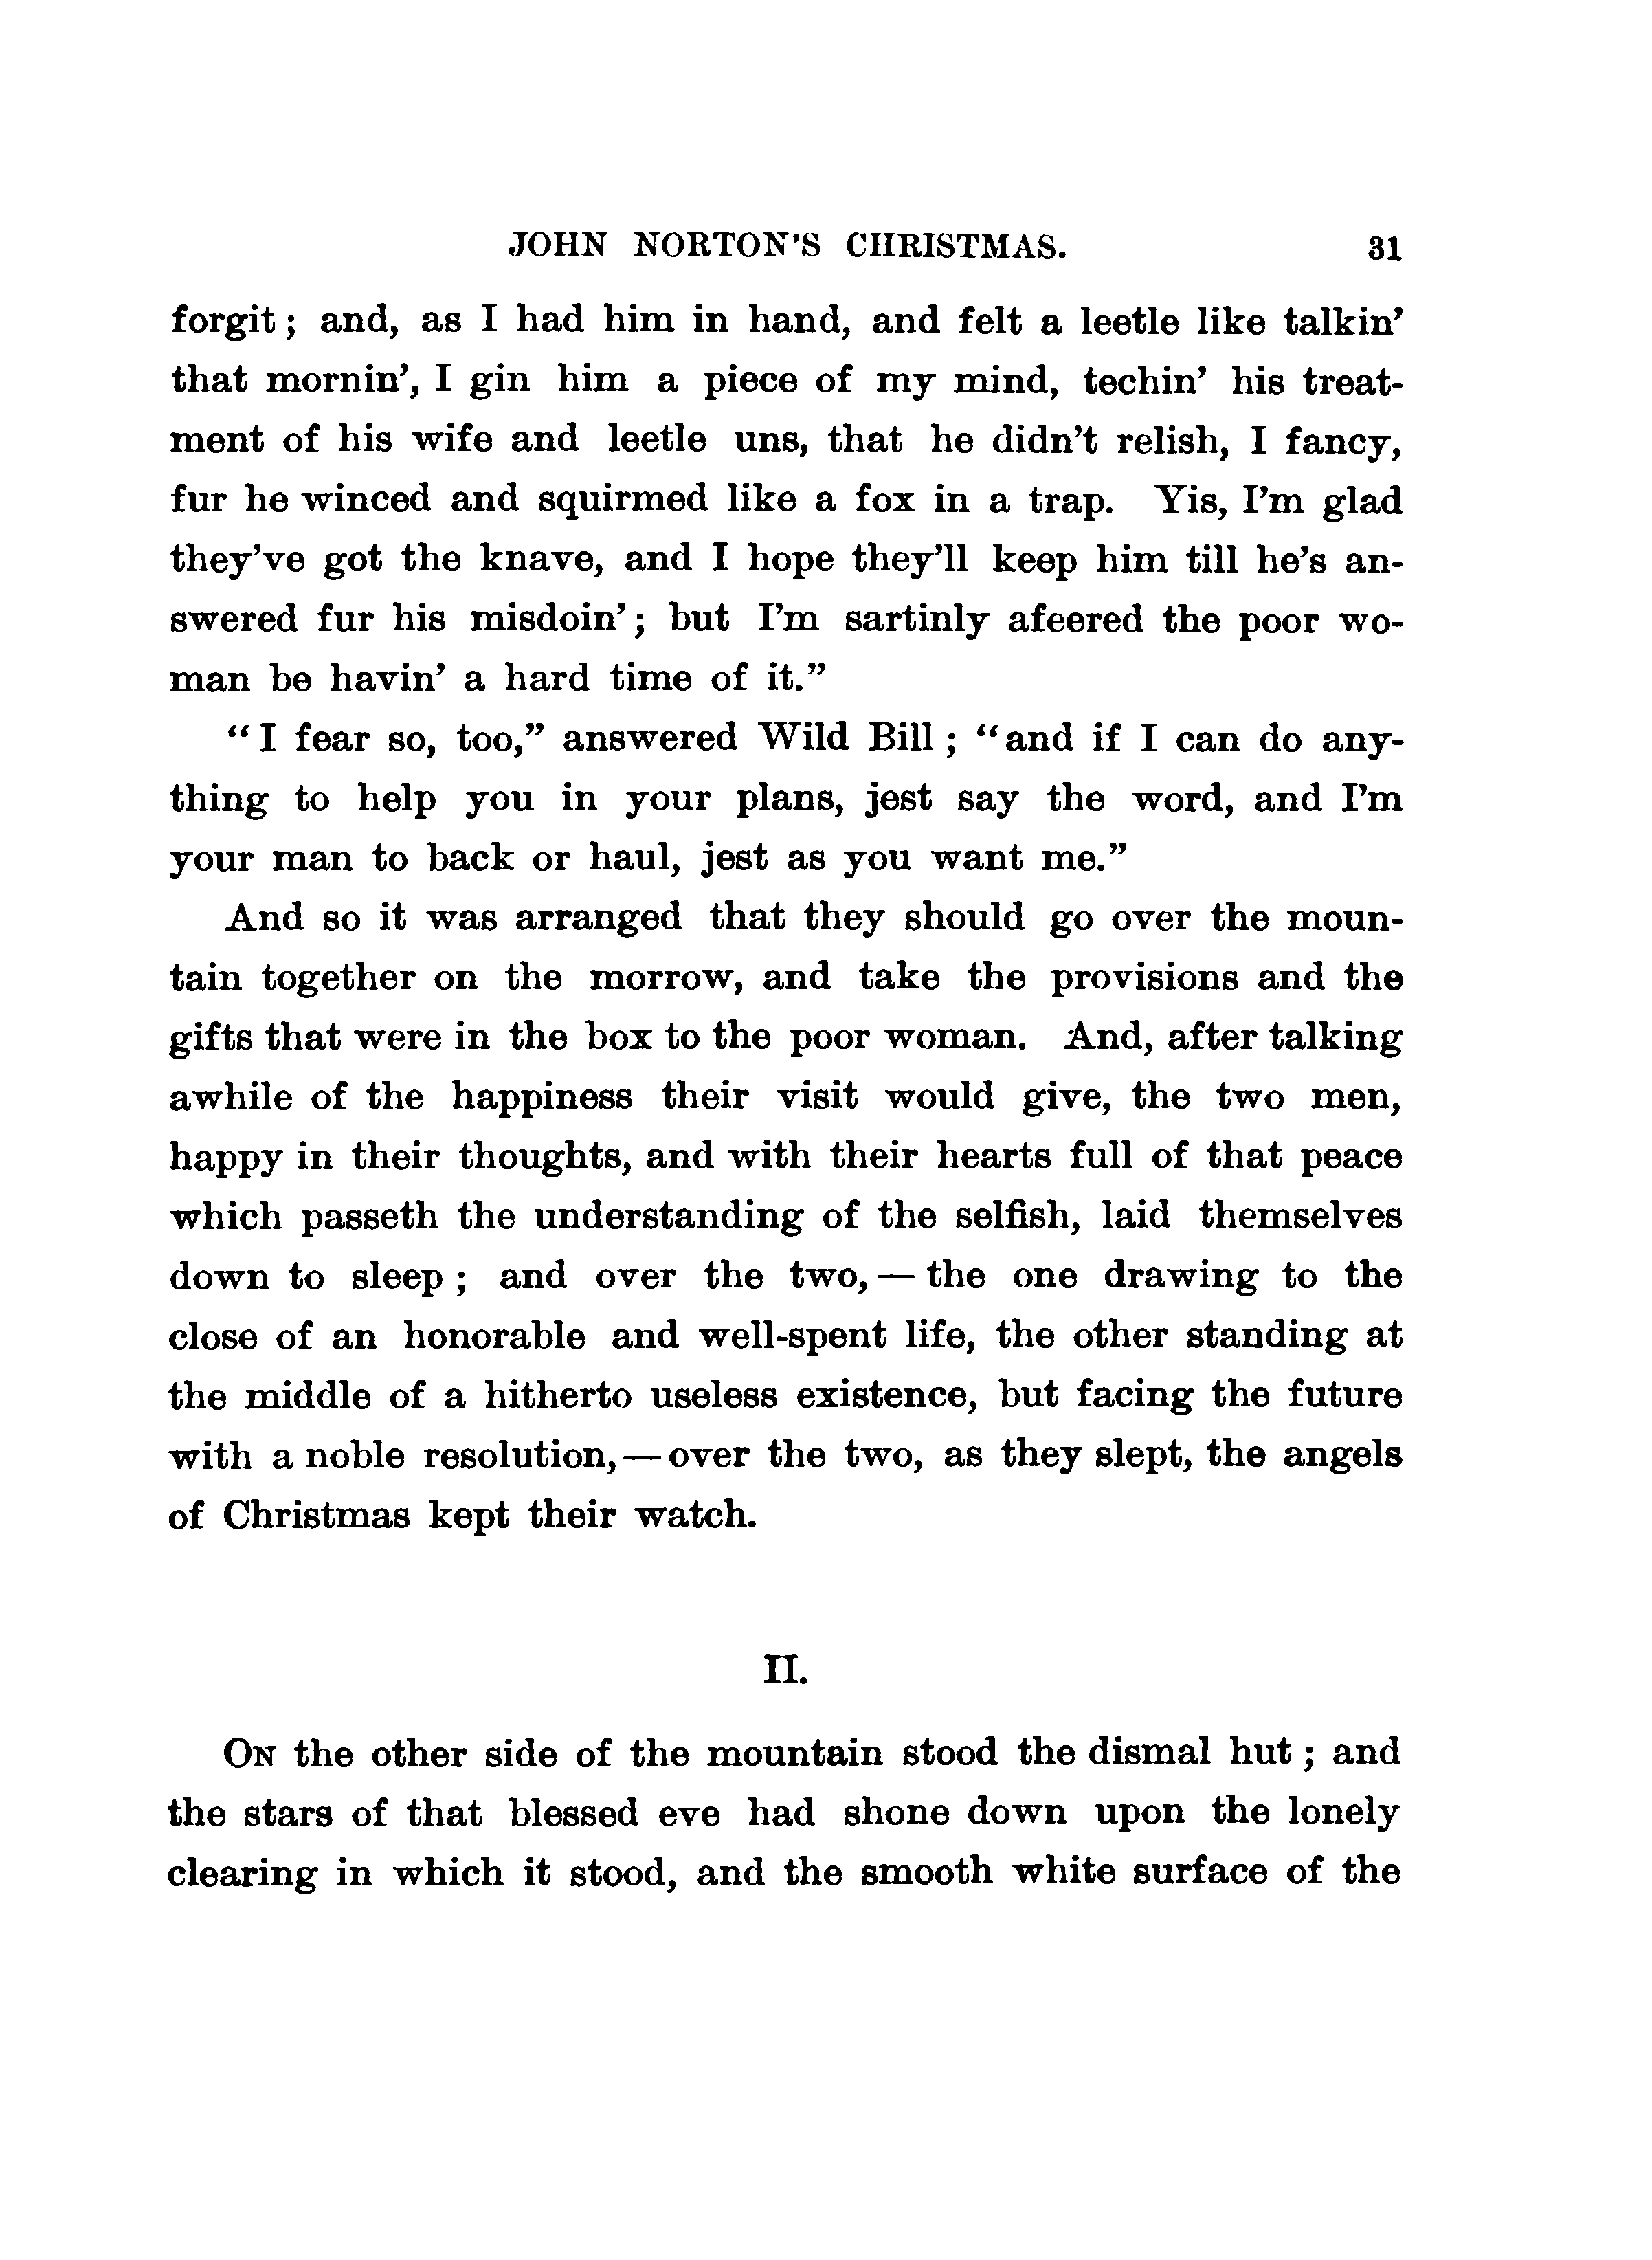 JOHN NORTON'S CHRISTMAS. 31
forgit; and, as I had him in hand, and felt a leetle like talkin'
that mornin', I gin him a piece of my mind, techin' his treat-
ment of his wife and leetle uns, that he didn't relish, I fancy,
fur he winced and squirmed like a fox in a trap. Yis, I'm glad
they've got the knave, and I hope they'll keep him till he's an-
swered fur his misdoin'; but I'm sartinly afeered the poor wo-
man be havin' a hard time of it."
"I fear so, too," answered Wild Bill; "and if I can do any-
thing to help you in your plans, jest say the word, and I'm
your man to back or haul, jest as you want me."
And so it was arranged that they should go over the moun-
tain together on the morrow, and take the provisions and the
gifts that were in the box to the poor woman. And, after talking
awhile of the happiness their visit would give, the two men,
happy in their thoughts, and with their hearts full of that peace
which passeth the understanding of the selfish, laid themselves
down to sleep; and over the two,—the one drawing to the
close of an honorable and well-spent life, the other standing at
the middle of a hitherto useless existence, but facing the future
with a noble resolution,—over the two, as they slept, the angels
of Christmas kept their watch.
II.
ON the other side of the mountain stood the dismal hut; and
the stars of that blessed eve had shone down upon the lonely
clearing in which it stood, and the smooth white surface of the